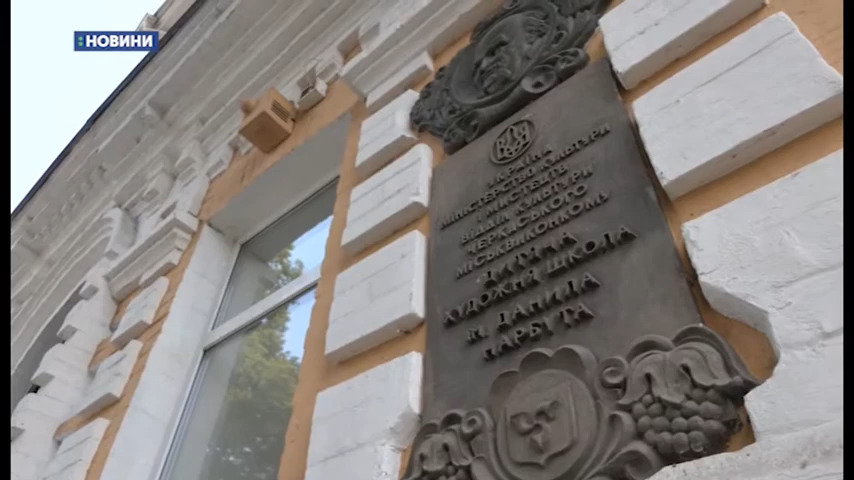 НОВИНИ
УКРАЇНА
МІНІСТЕРСТВО КУЛЬТУРИ
І МИСТЕЦТВ
ВІДДІЛ КУЛЬТУРИ
ЧЕРКАСЬКОГО
МІСЬКВИКОНКОМУ
ДИТЯЧА
ХУДОЖНЯ ШКОЛА
ІМ. ДАНИЛА
НАРБУТА